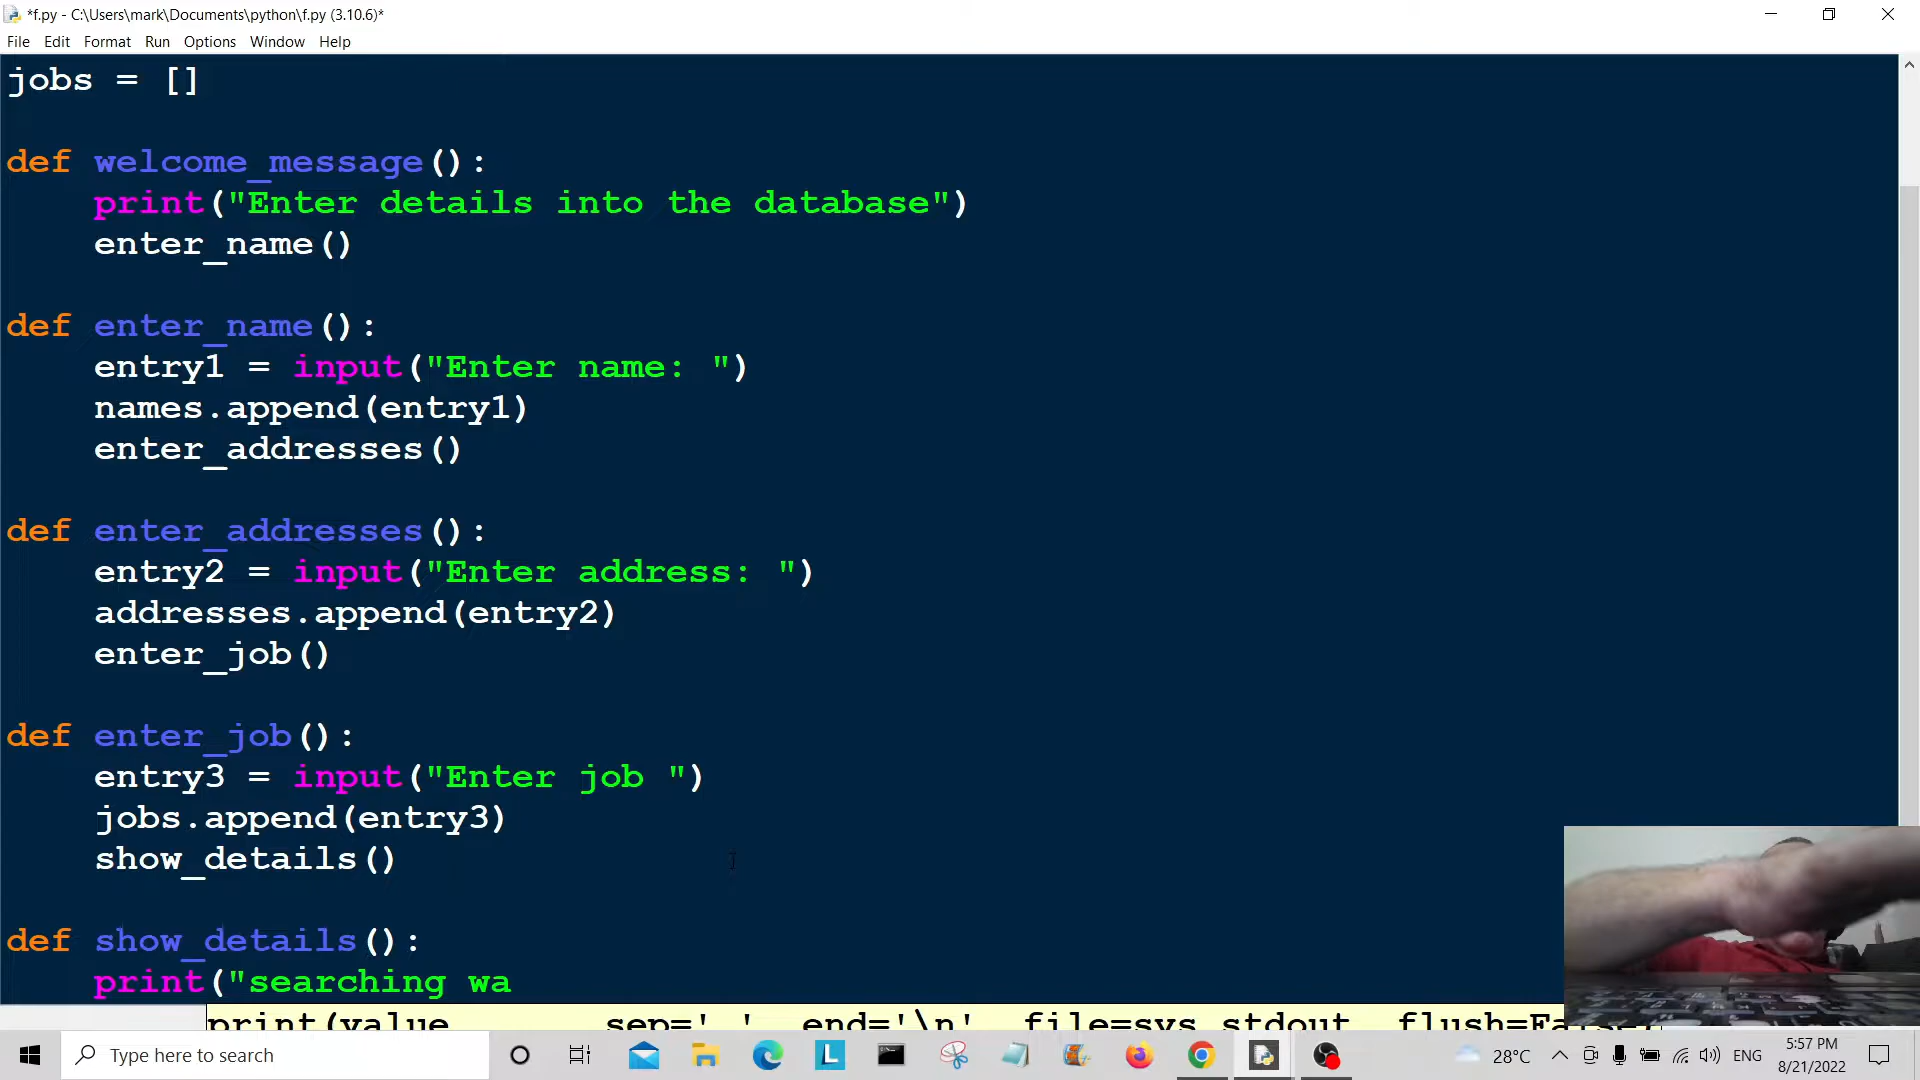 *f.py - C:\Users\mark\Documents\python\f.py (3.10.6)*
File Edit Format Run Options Window Help
jobs = []
def welcome_message():
    print("Enter details into the database")
    enter_name()
def enter_name():
    entry1 = input("Enter name: ")
    names.append(entry1)
    enter_addresses()
def enter_addresses():
    entry2 = input("Enter address: ")
    addresses.append(entry2)
    enter_job()
def enter_job():
    entry3 = input("Enter job ")
    jobs.append(entry3)
    show_details()
def show_details():
    print("searching wa
print(value, ..., sep=' ', end='\n', file=sys.stdout, flush=False)
Type here to search
L
28°C
ENG
5:57 PM
8/21/2022